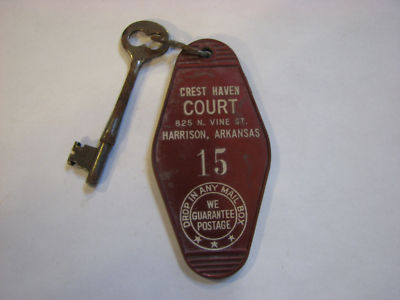 CREST HAVEN
COURT
825 N. VINE ST.
HARRISON, ARKANSAS
15
DROP IN ANY MAIL BOX
WE
GUARANTEE
POSTAGE